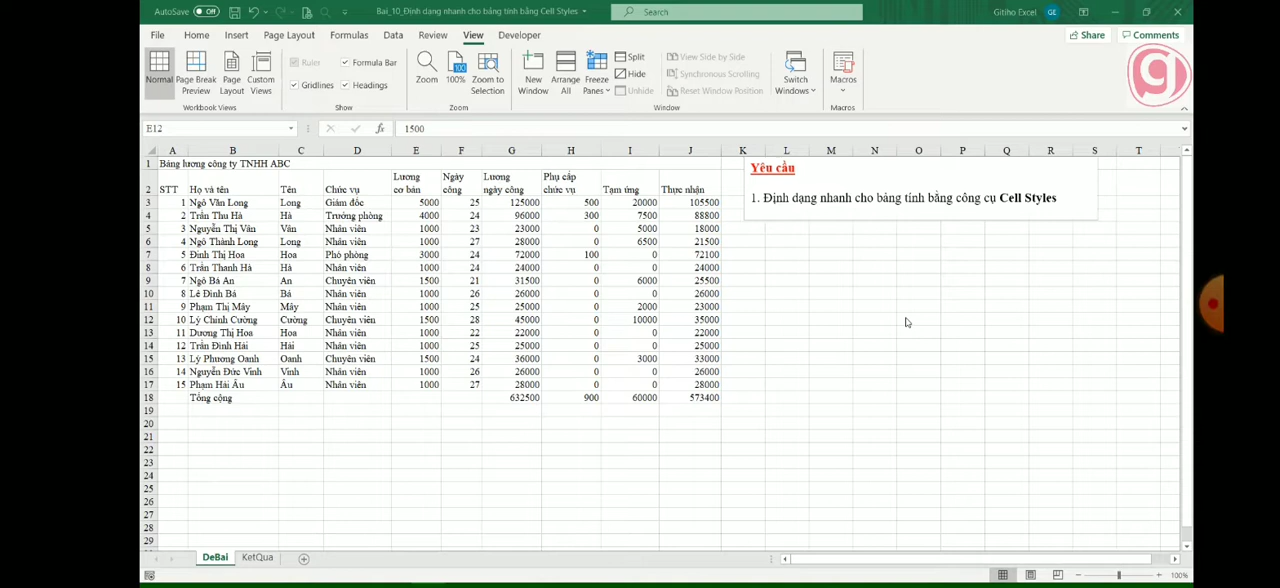 AutoSave Off Bai_10_Định dạng nhanh cho bảng tính bằng Cell Styles Search Gitiho Excel GE
File Home Insert Page Layout Formulas Data Review View Developer Share Comments
Normal Page Break Preview Page Layout Custom Views Ruler Formula Bar Gridlines Headings Zoom 100% Zoom to Selection New Window Arrange All Freeze Panes Split Hide Unhide View Side by Side Synchronous Scrolling Reset Window Position Switch Windows Macros
Workbook Views Show Zoom Window Macros
E12 fx 1500
A B C D E F G H I J K L M N O P Q R S T
1 Bảng lương công ty TNHH ABC
Yêu cầu
1. Định dạng nhanh cho bảng tính bằng công cụ Cell Styles
2 STT Họ và tên Tên Chức vụ Lương cơ bản Ngày công Lương ngày công Phụ cấp chức vụ Tạm ứng Thực nhận
3 1 Ngô Văn Long Long Giám đốc 5000 25 125000 500 20000 105500
4 2 Trần Thu Hà Hà Trưởng phòng 4000 24 96000 300 7500 88800
5 3 Nguyễn Thị Vân Vân Nhân viên 1000 23 23000 0 5000 18000
6 4 Ngô Thành Long Long Nhân viên 1000 27 28000 0 6500 21500
7 5 Đinh Thị Hoa Hoa Phó phòng 3000 24 72000 100 0 72100
8 6 Trần Thanh Hà Hà Nhân viên 1000 24 24000 0 0 24000
9 7 Ngô Bá An An Chuyên viên 1500 21 31500 0 6000 25500
10 8 Lê Đình Bá Bá Nhân viên 1000 26 26000 0 0 26000
11 9 Phạm Thị Mây Mây Nhân viên 1000 25 25000 0 2000 23000
12 10 Lý Chính Cường Cường Chuyên viên 1500 28 45000 0 10000 35000
13 11 Dương Thị Hoa Hoa Nhân viên 1000 22 22000 0 0 22000
14 12 Trần Đình Hải Hải Nhân viên 1000 25 25000 0 0 25000
15 13 Lý Phương Oanh Oanh Chuyên viên 1500 24 36000 0 3000 33000
16 14 Nguyễn Đức Vinh Vinh Nhân viên 1000 26 26000 0 0 26000
17 15 Phạm Hải Âu Âu Nhân viên 1000 27 28000 0 0 28000
18 Tổng cộng 632500 900 60000 573400
19
20
21
22
23
24
25
26
27
28
29
DeBai KetQua
100%